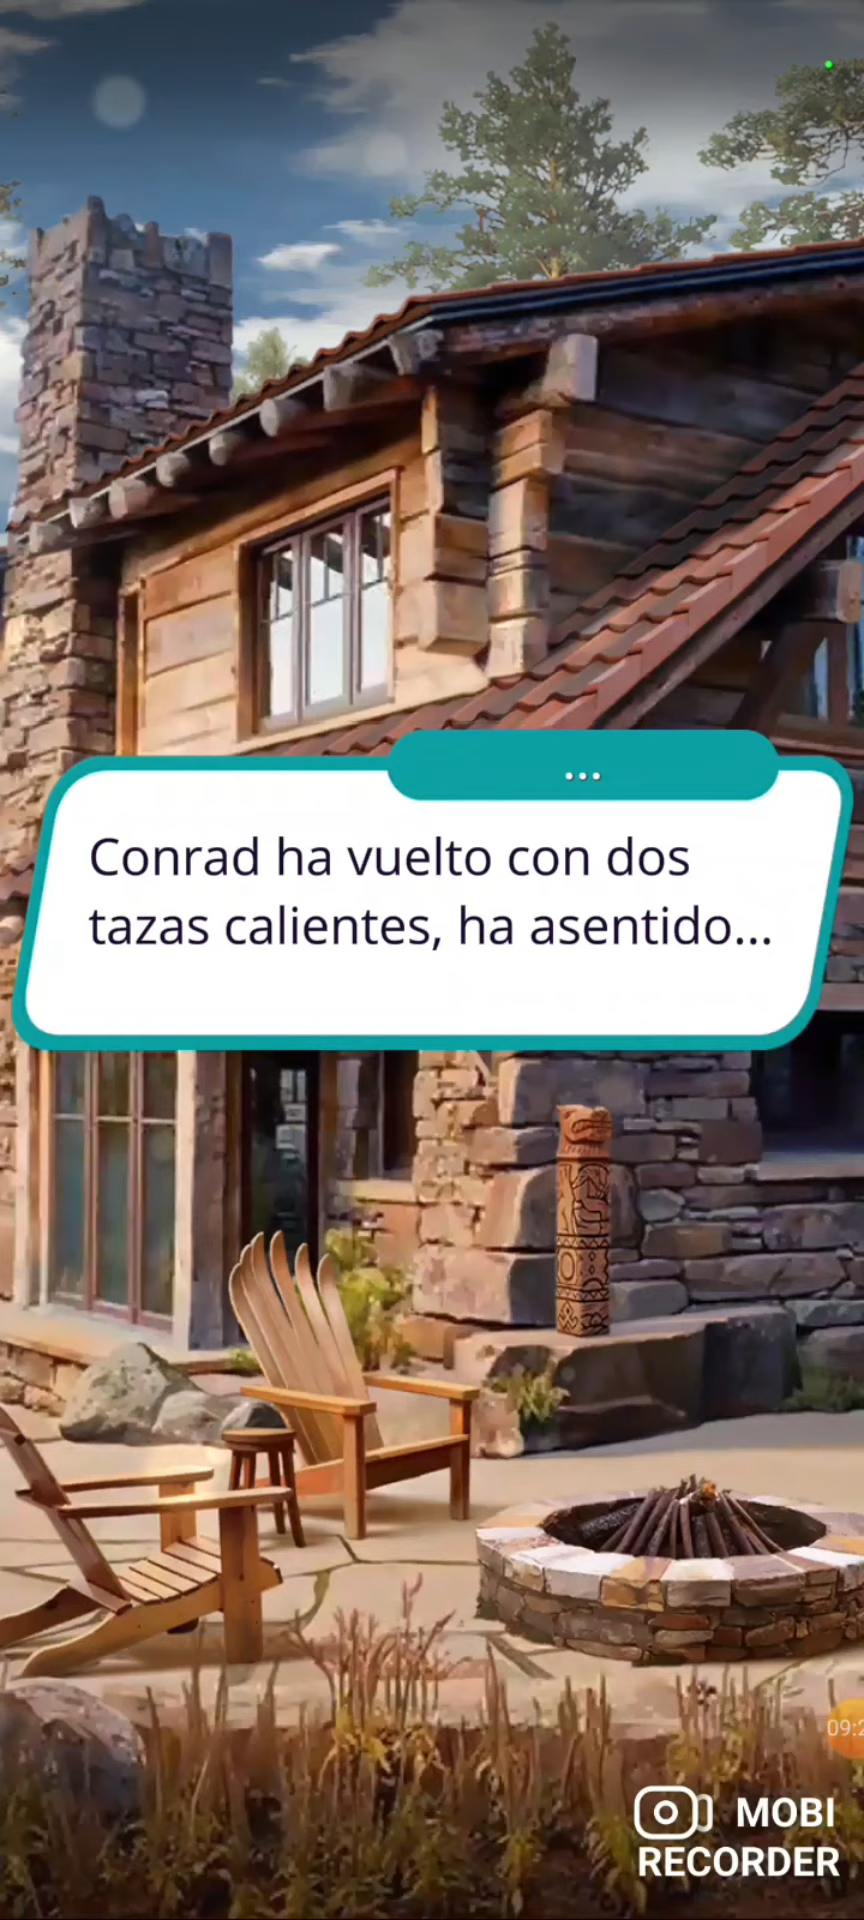 ...
Conrad ha vuelto con dos
tazas calientes, ha asentido...
MOBI
RECORDER